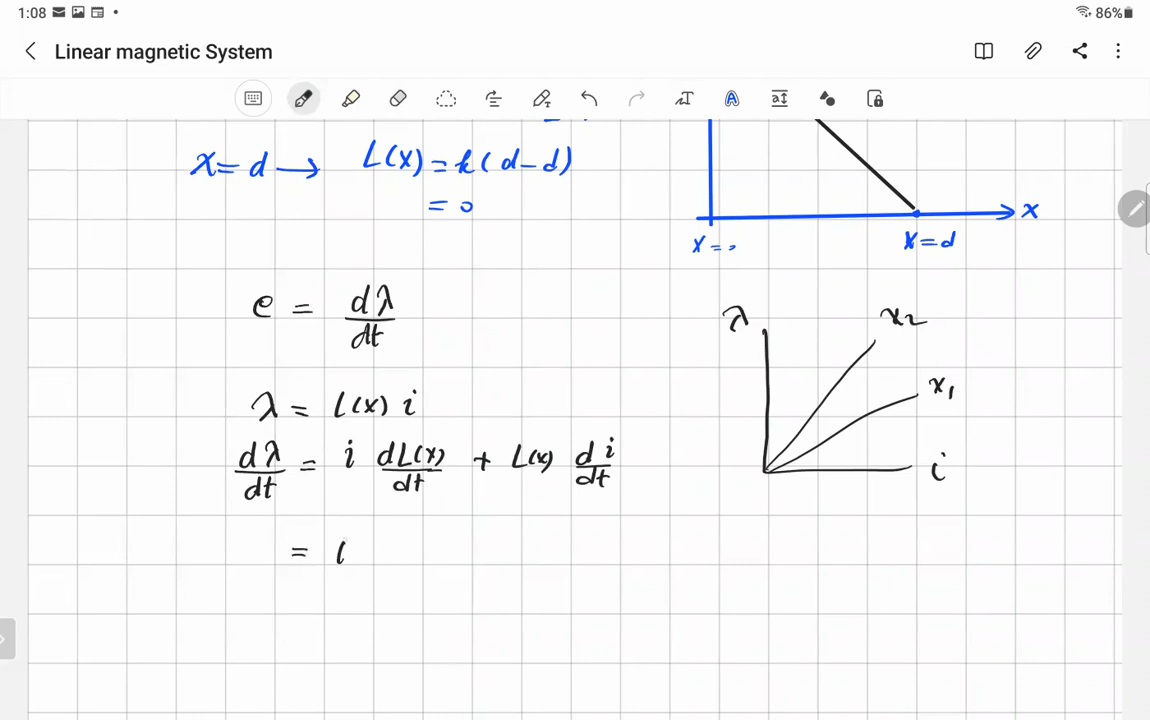 1:08
86%
Linear magnetic System
x = d → L(x) = k(d-d)
= 0
x
x =
x = d
e = dλ/dt
λ
x2
x1
i
λ = L(x) i
dλ/dt = i dL(x)/dt + L(x) di/dt
= (